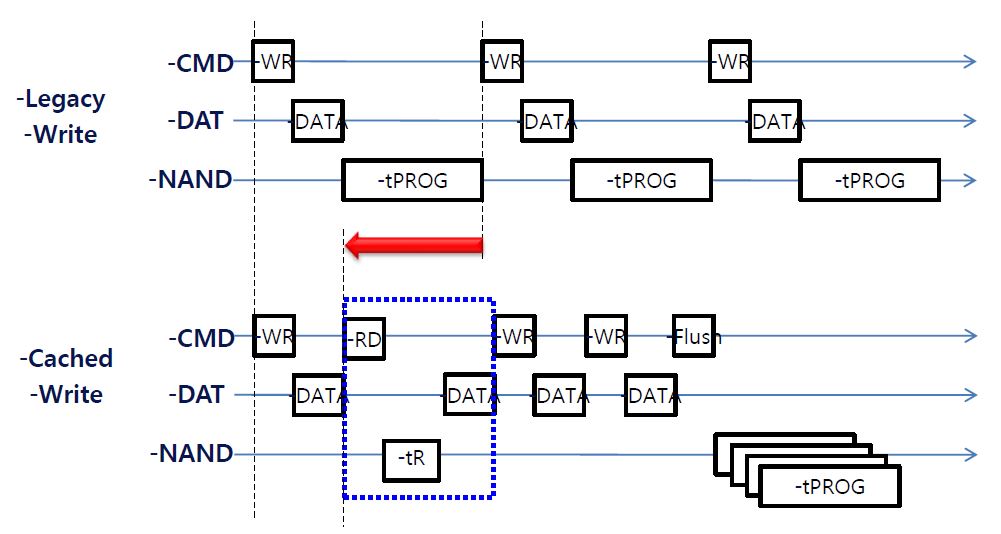 -CMD -WR -WR -WR
-Legacy
-Write
-DAT -DATA -DATA -DATA
-NAND -tPROG -tPROG -tPROG
-CMD -WR -RD -WR -WR -Flush
-Cached
-Write
-DAT -DATA -DATA -DATA -DATA
-NAND -tR -tPROG